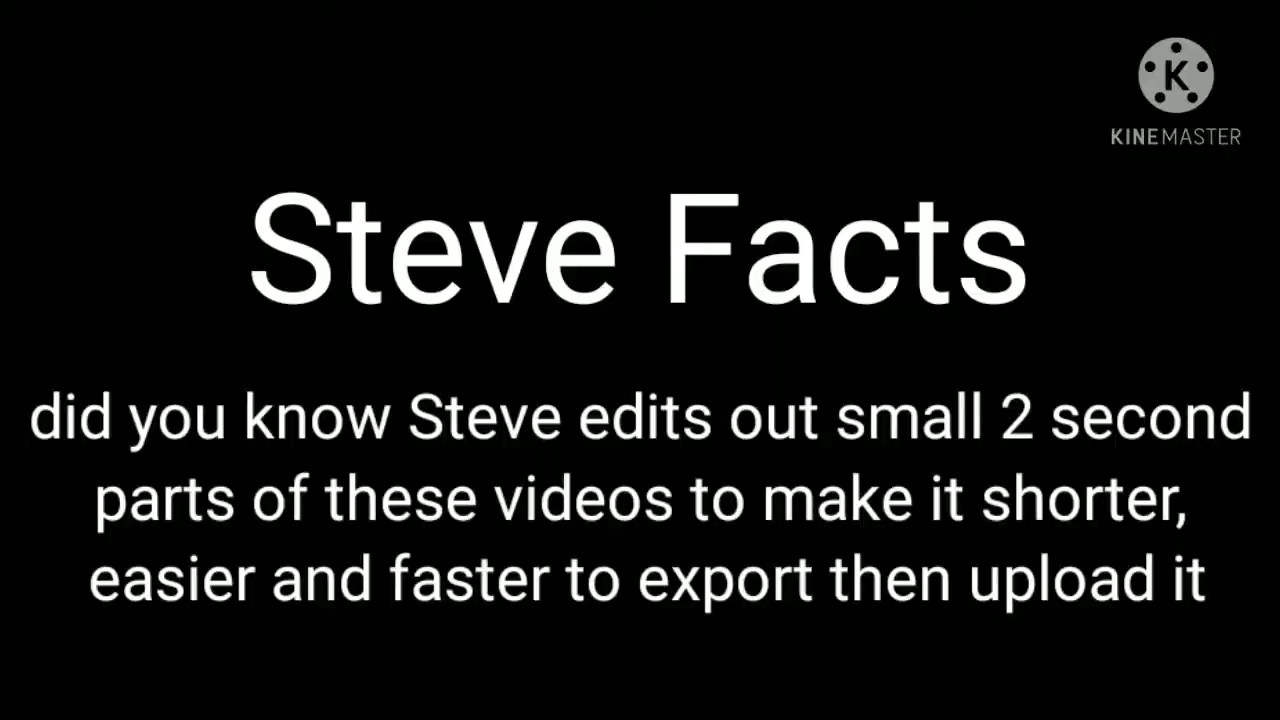 K
KINEMASTER
Steve Facts
did you know Steve edits out small 2 second
parts of these videos to make it shorter,
easier and faster to export then upload it